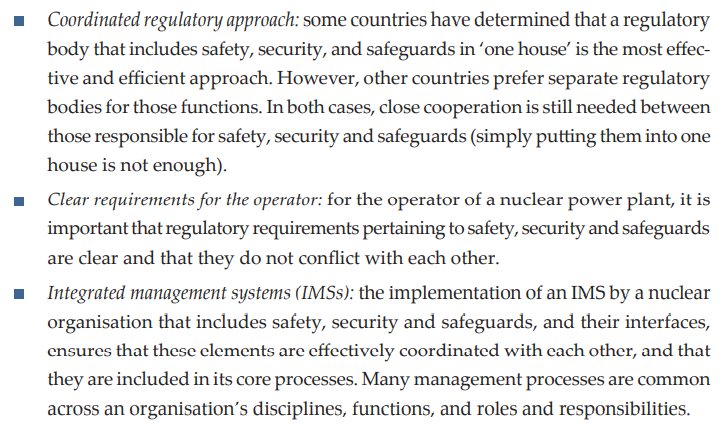 ■ Coordinated regulatory approach: some countries have determined that a regulatory
body that includes safety, security, and safeguards in ‘one house’ is the most effec-
tive and efficient approach. However, other countries prefer separate regulatory
bodies for those functions. In both cases, close cooperation is still needed between
those responsible for safety, security and safeguards (simply putting them into one
house is not enough).
■ Clear requirements for the operator: for the operator of a nuclear power plant, it is
important that regulatory requirements pertaining to safety, security and safeguards
are clear and that they do not conflict with each other.
■ Integrated management systems (IMSs): the implementation of an IMS by a nuclear
organisation that includes safety, security and safeguards, and their interfaces,
ensures that these elements are effectively coordinated with each other, and that
they are included in its core processes. Many management processes are common
across an organisation’s disciplines, functions, and roles and responsibilities.